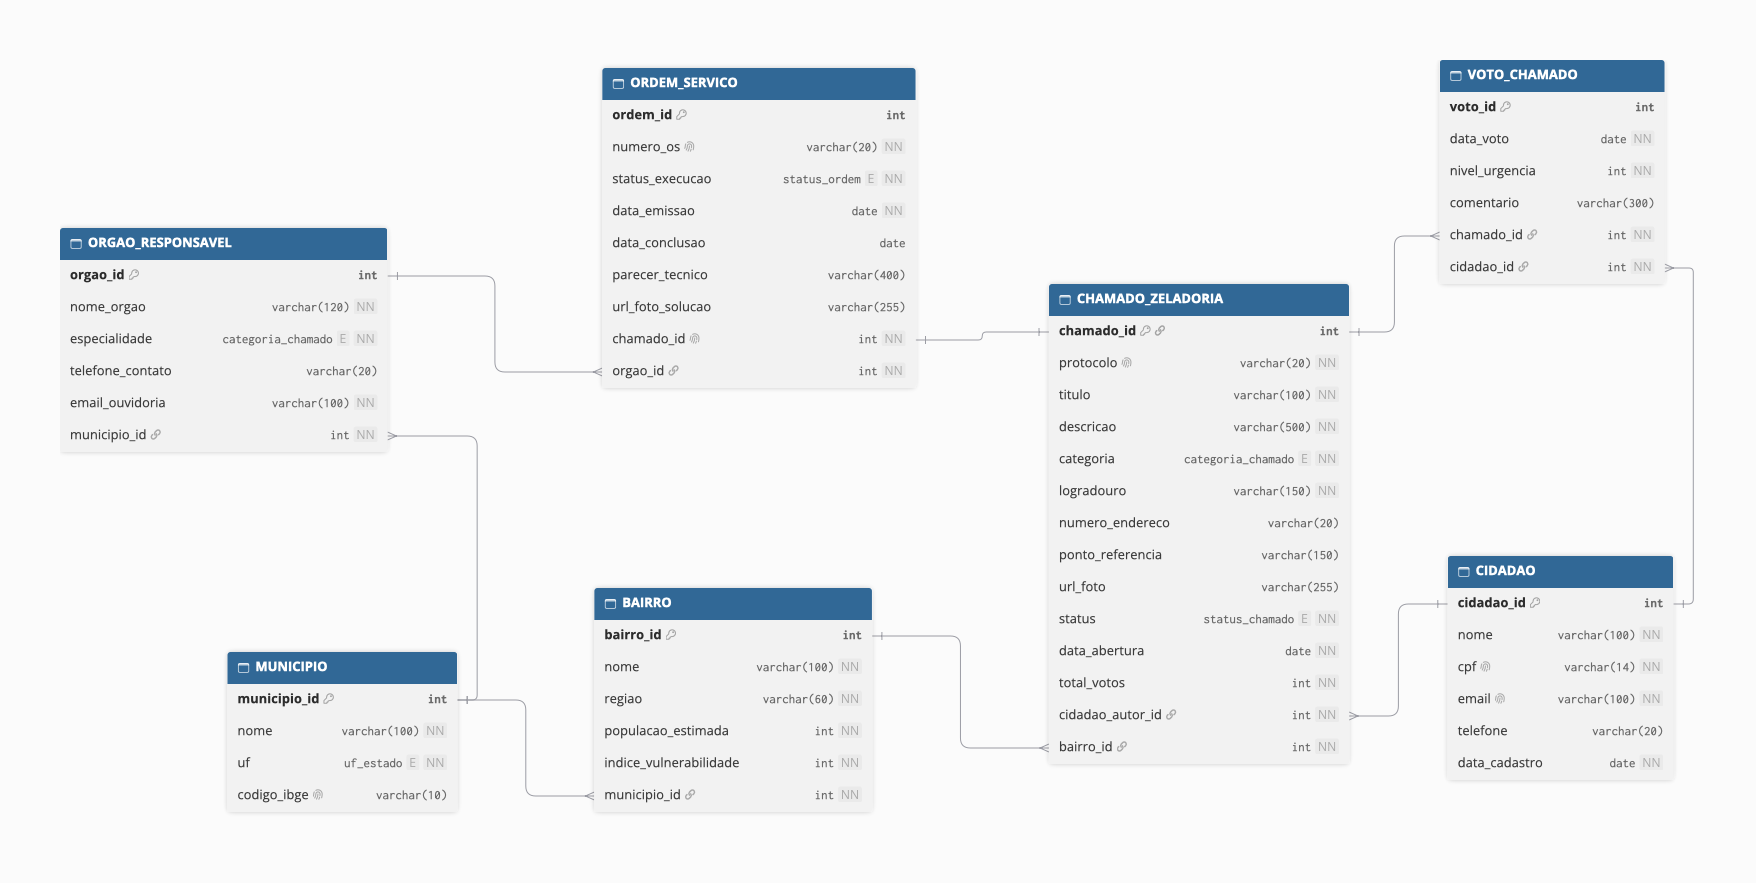 ORDEM_SERVICO
ordem_id int
numero_os varchar(20) NN
status_execucao status_ordem E NN
data_emissao date NN
data_conclusao date
parecer_tecnico varchar(400)
url_foto_solucao varchar(255)
chamado_id int NN
orgao_id int NN
VOTO_CHAMADO
voto_id int
data_voto date NN
nivel_urgencia int NN
comentario varchar(300)
chamado_id int NN
cidadao_id int NN
ORGAO_RESPONSAVEL
orgao_id int
nome_orgao varchar(120) NN
especialidade categoria_chamado E NN
telefone_contato varchar(20)
email_ouvidoria varchar(100) NN
municipio_id int NN
CHAMADO_ZELADORIA
chamado_id int
protocolo varchar(20) NN
titulo varchar(100) NN
descricao varchar(500) NN
categoria categoria_chamado E NN
logradouro varchar(150) NN
numero_endereco varchar(20)
ponto_referencia varchar(150)
url_foto varchar(255)
status status_chamado E NN
data_abertura date NN
total_votos int NN
cidadao_autor_id int NN
bairro_id int NN
CIDADAO
cidadao_id int
nome varchar(100) NN
cpf varchar(14) NN
email varchar(100) NN
telefone varchar(20)
data_cadastro date NN
BAIRRO
bairro_id int
nome varchar(100) NN
regiao varchar(60) NN
populacao_estimada int NN
indice_vulnerabilidade int NN
municipio_id int NN
MUNICIPIO
municipio_id int
nome varchar(100) NN
uf uf_estado E NN
codigo_ibge varchar(10)